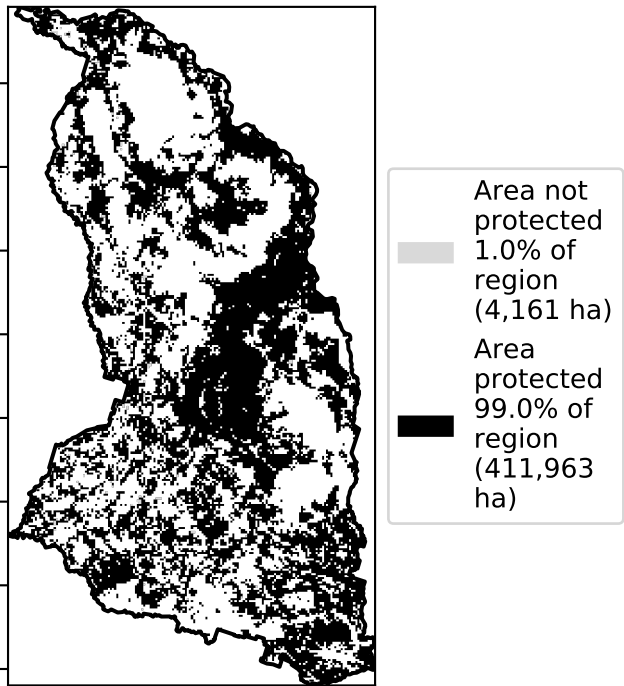 Area not
protected
1.0% of
region
(4,161 ha)
Area
protected
99.0% of
region
(411,963
ha)